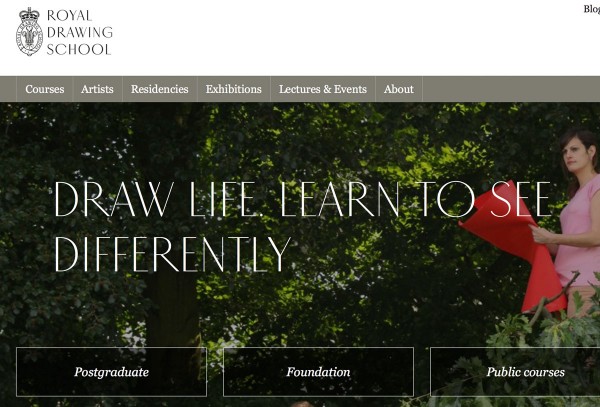 ROYAL
DRAWING
SCHOOL
Blog
Courses
Artists
Residencies
Exhibitions
Lectures & Events
About
DRAW LIFE. LEARN TO SEE
DIFFERENTLY
Postgraduate
Foundation
Public courses